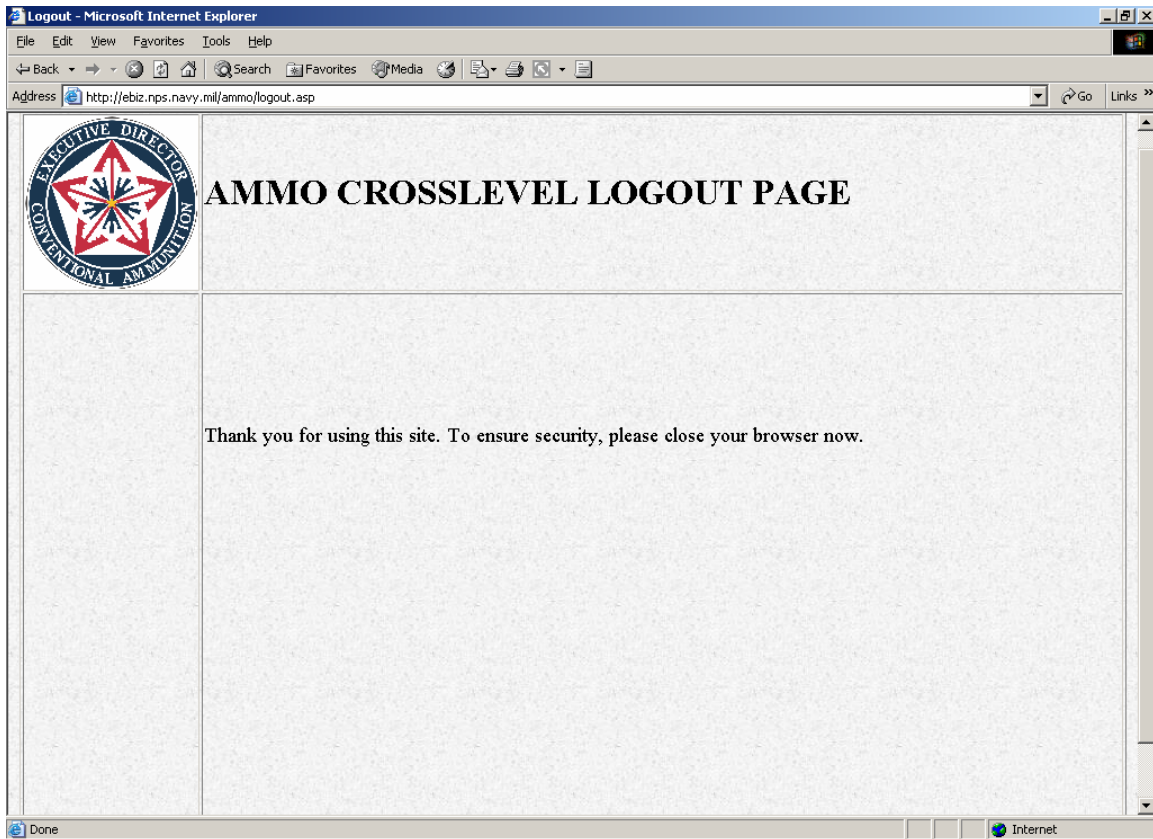 Logout - Microsoft Internet Explorer
File Edit View Favorites Tools Help
Back Search Favorites Media
Address http://ebiz.nps.navy.mil/ammo/logout.asp Go Links »
EXECUTIVE DIRECTOR
CONVENTIONAL AMMUNITION
AMMO CROSSLEVEL LOGOUT PAGE
Thank you for using this site. To ensure security, please close your browser now.
Done Internet